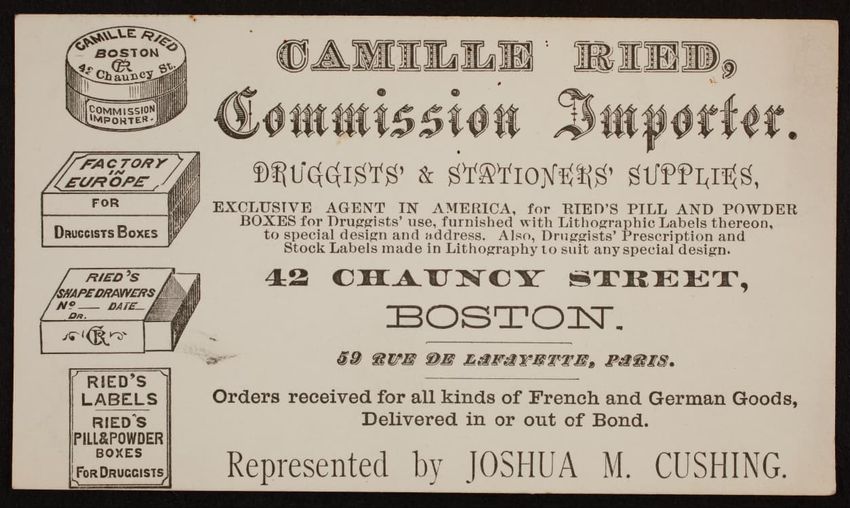 CAMILLE RIED
BOSTON
CR
42 Chauncy St.
COMMISSION
IMPORTER.
FACTORY
IN
EUROPE
FOR
DRUGGISTS BOXES
RIED'S
SHAPE DRAWERS
No DATE
DR.
CR
RIED'S
LABELS
RIED'S
PILL & POWDER
BOXES
FOR DRUGGISTS
CAMILLE RIED,
Commission Importer.
DRUGGISTS' & STATIONERS' SUPPLIES,
EXCLUSIVE AGENT IN AMERICA, for RIED'S PILL AND POWDER
BOXES for Druggists' use, furnished with Lithographic Labels thereon,
to special design and address. Also, Druggists' Prescription and
Stock Labels made in Lithography to suit any special design.
42 CHAUNCY STREET,
BOSTON.
59 RUE DE LAFAYETTE, PARIS.
Orders received for all kinds of French and German Goods,
Delivered in or out of Bond.
Represented by JOSHUA M. CUSHING.